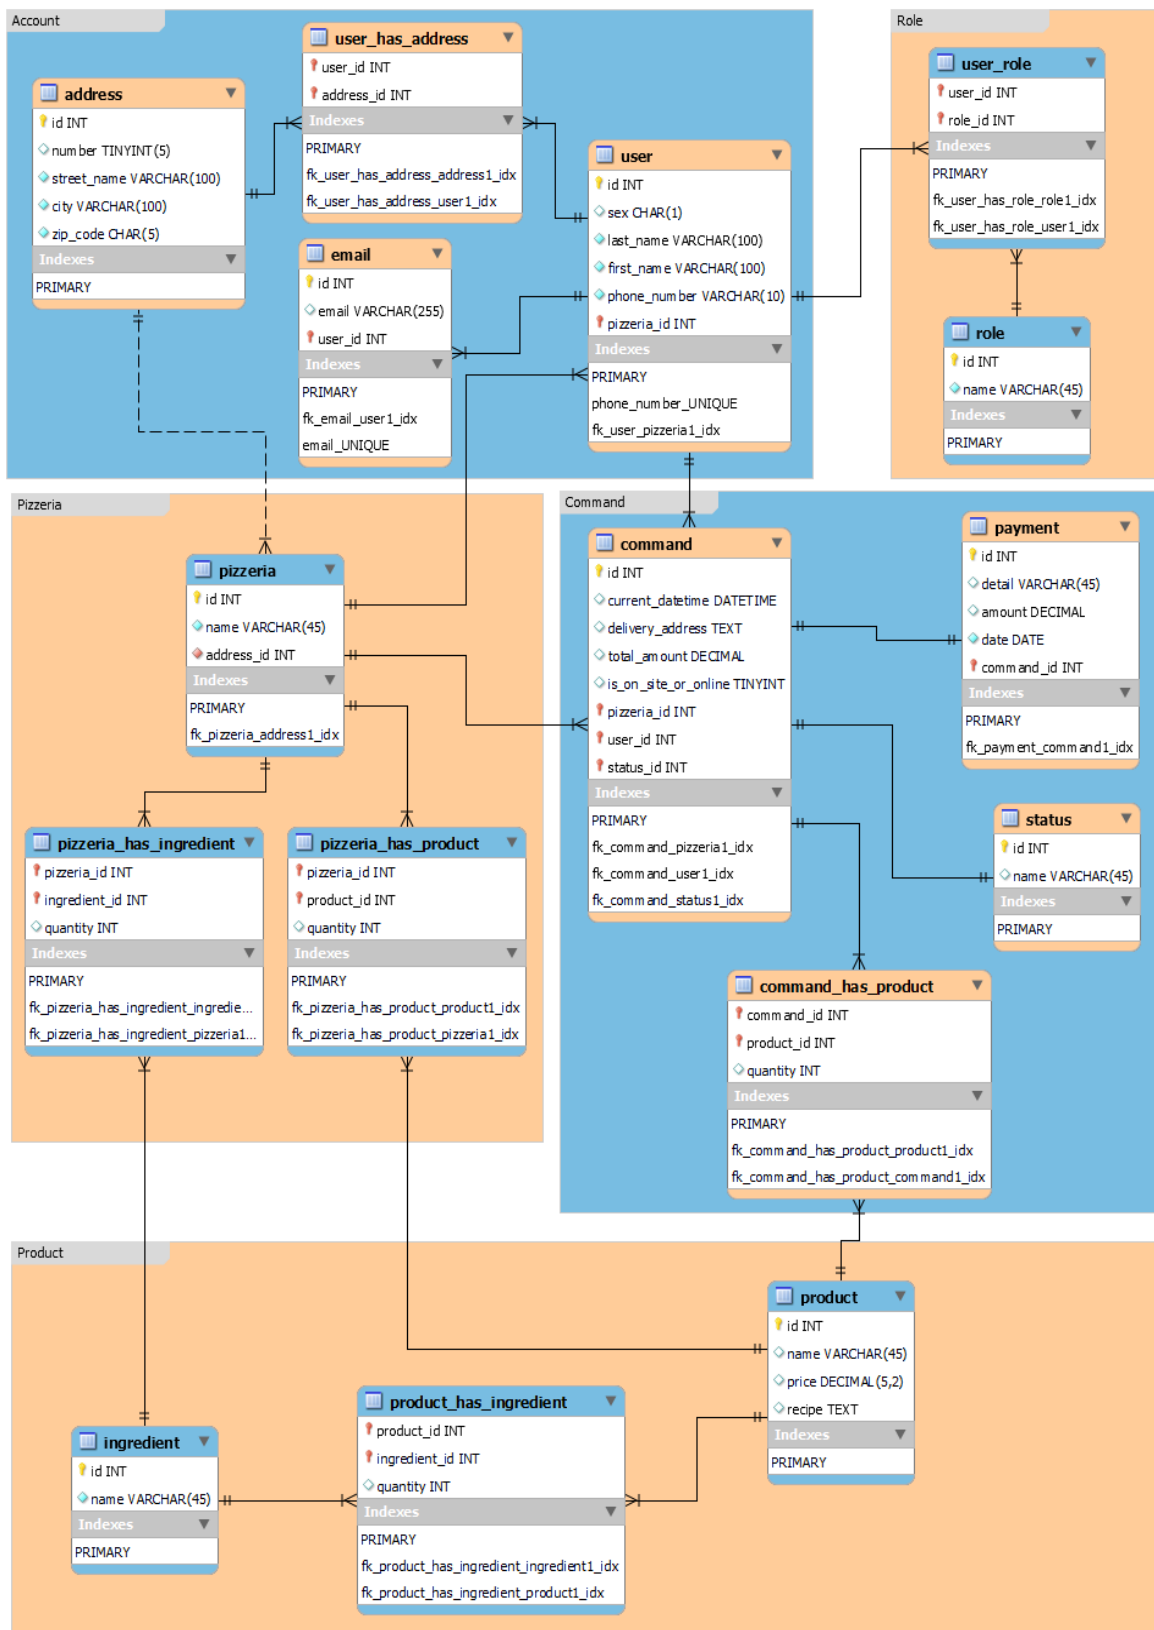 Account
user_has_address
user_id INT
address_id INT
Indexes
PRIMARY
fk_user_has_address_address1_idx
fk_user_has_address_user1_idx
address
id INT
number TINYINT(5)
street_name VARCHAR(100)
city VARCHAR(100)
zip_code CHAR(5)
Indexes
PRIMARY
email
id INT
email VARCHAR(255)
user_id INT
Indexes
PRIMARY
fk_email_user1_idx
email_UNIQUE
user
id INT
sex CHAR(1)
last_name VARCHAR(100)
first_name VARCHAR(100)
phone_number VARCHAR(10)
pizzeria_id INT
Indexes
PRIMARY
phone_number_UNIQUE
fk_user_pizzeria1_idx
Role
user_role
user_id INT
role_id INT
Indexes
PRIMARY
fk_user_has_role_role1_idx
fk_user_has_role_user1_idx
role
id INT
name VARCHAR(45)
Indexes
PRIMARY
Pizzeria
pizzeria
id INT
name VARCHAR(45)
address_id INT
Indexes
PRIMARY
fk_pizzeria_address1_idx
pizzeria_has_ingredient
pizzeria_id INT
ingredient_id INT
quantity INT
Indexes
PRIMARY
fk_pizzeria_has_ingredient_ingredie...
fk_pizzeria_has_ingredient_pizzeria1...
pizzeria_has_product
pizzeria_id INT
product_id INT
quantity INT
Indexes
PRIMARY
fk_pizzeria_has_product_product1_idx
fk_pizzeria_has_product_pizzeria1_idx
Command
command
id INT
current_datetime DATETIME
delivery_address TEXT
total_amount DECIMAL
is_on_site_or_online TINYINT
pizzeria_id INT
user_id INT
status_id INT
Indexes
PRIMARY
fk_command_pizzeria1_idx
fk_command_user1_idx
fk_command_status1_idx
payment
id INT
detail VARCHAR(45)
amount DECIMAL
date DATE
command_id INT
Indexes
PRIMARY
fk_payment_command1_idx
status
id INT
name VARCHAR(45)
Indexes
PRIMARY
command_has_product
command_id INT
product_id INT
quantity INT
Indexes
PRIMARY
fk_command_has_product_product1_idx
fk_command_has_product_command1_idx
Product
product
id INT
name VARCHAR(45)
price DECIMAL(5,2)
recipe TEXT
Indexes
PRIMARY
product_has_ingredient
product_id INT
ingredient_id INT
quantity INT
Indexes
PRIMARY
fk_product_has_ingredient_ingredient1_idx
fk_product_has_ingredient_product1_idx
ingredient
id INT
name VARCHAR(45)
Indexes
PRIMARY